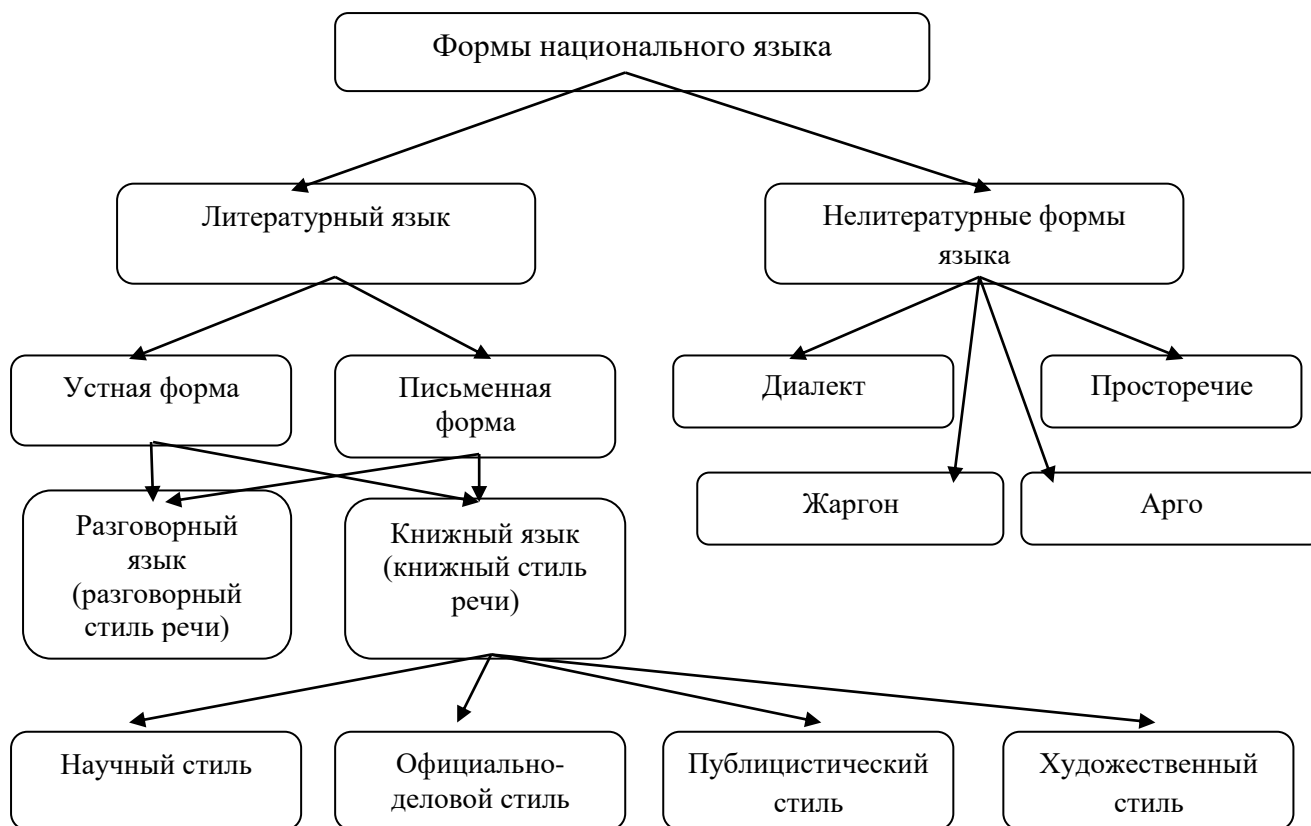 Формы национального языка
Литературный язык
Нелитературные формы
языка
Устная форма
Письменная
форма
Диалект
Просторечие
Жаргон
Арго
Разговорный
язык
(разговорный
стиль речи)
Книжный язык
(книжный стиль
речи)
Научный стиль
Официально-
деловой стиль
Публицистический
стиль
Художественный
стиль